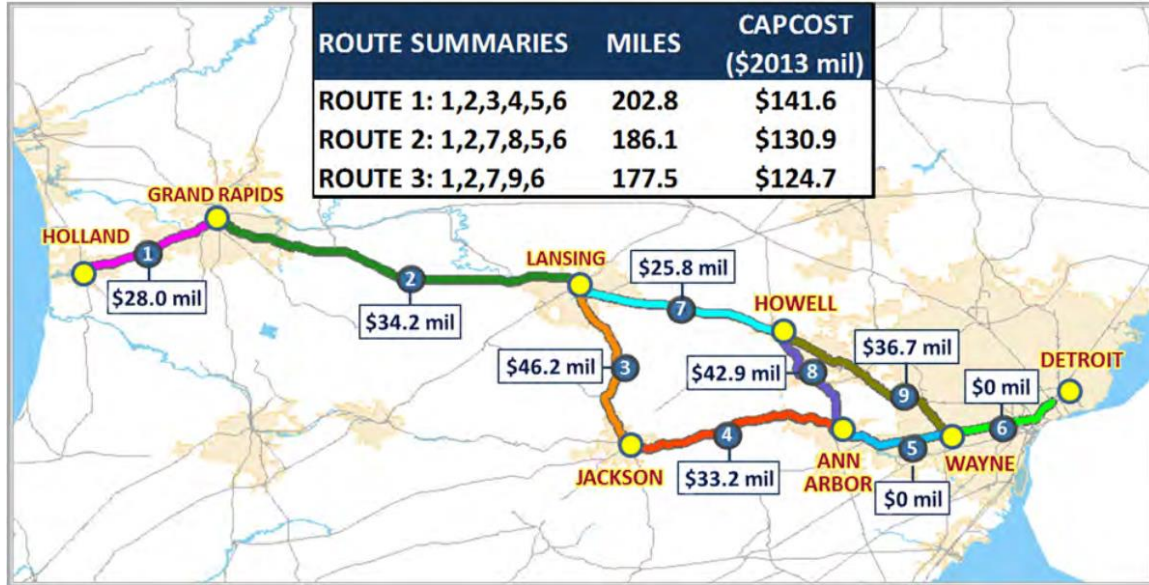 ROUTE SUMMARIES MILES CAPCOST ($2013 mil)
ROUTE 1: 1,2,3,4,5,6 202.8 $141.6
ROUTE 2: 1,2,7,8,5,6 186.1 $130.9
ROUTE 3: 1,2,7,9,6 177.5 $124.7
GRAND RAPIDS
HOLLAND
1
$28.0 mil
2
$34.2 mil
LANSING
$25.8 mil
7
HOWELL
$46.2 mil
3
$42.9 mil
8
$36.7 mil
9
$0 mil
6
DETROIT
JACKSON
4
$33.2 mil
ANN
ARBOR
5
$0 mil
WAYNE